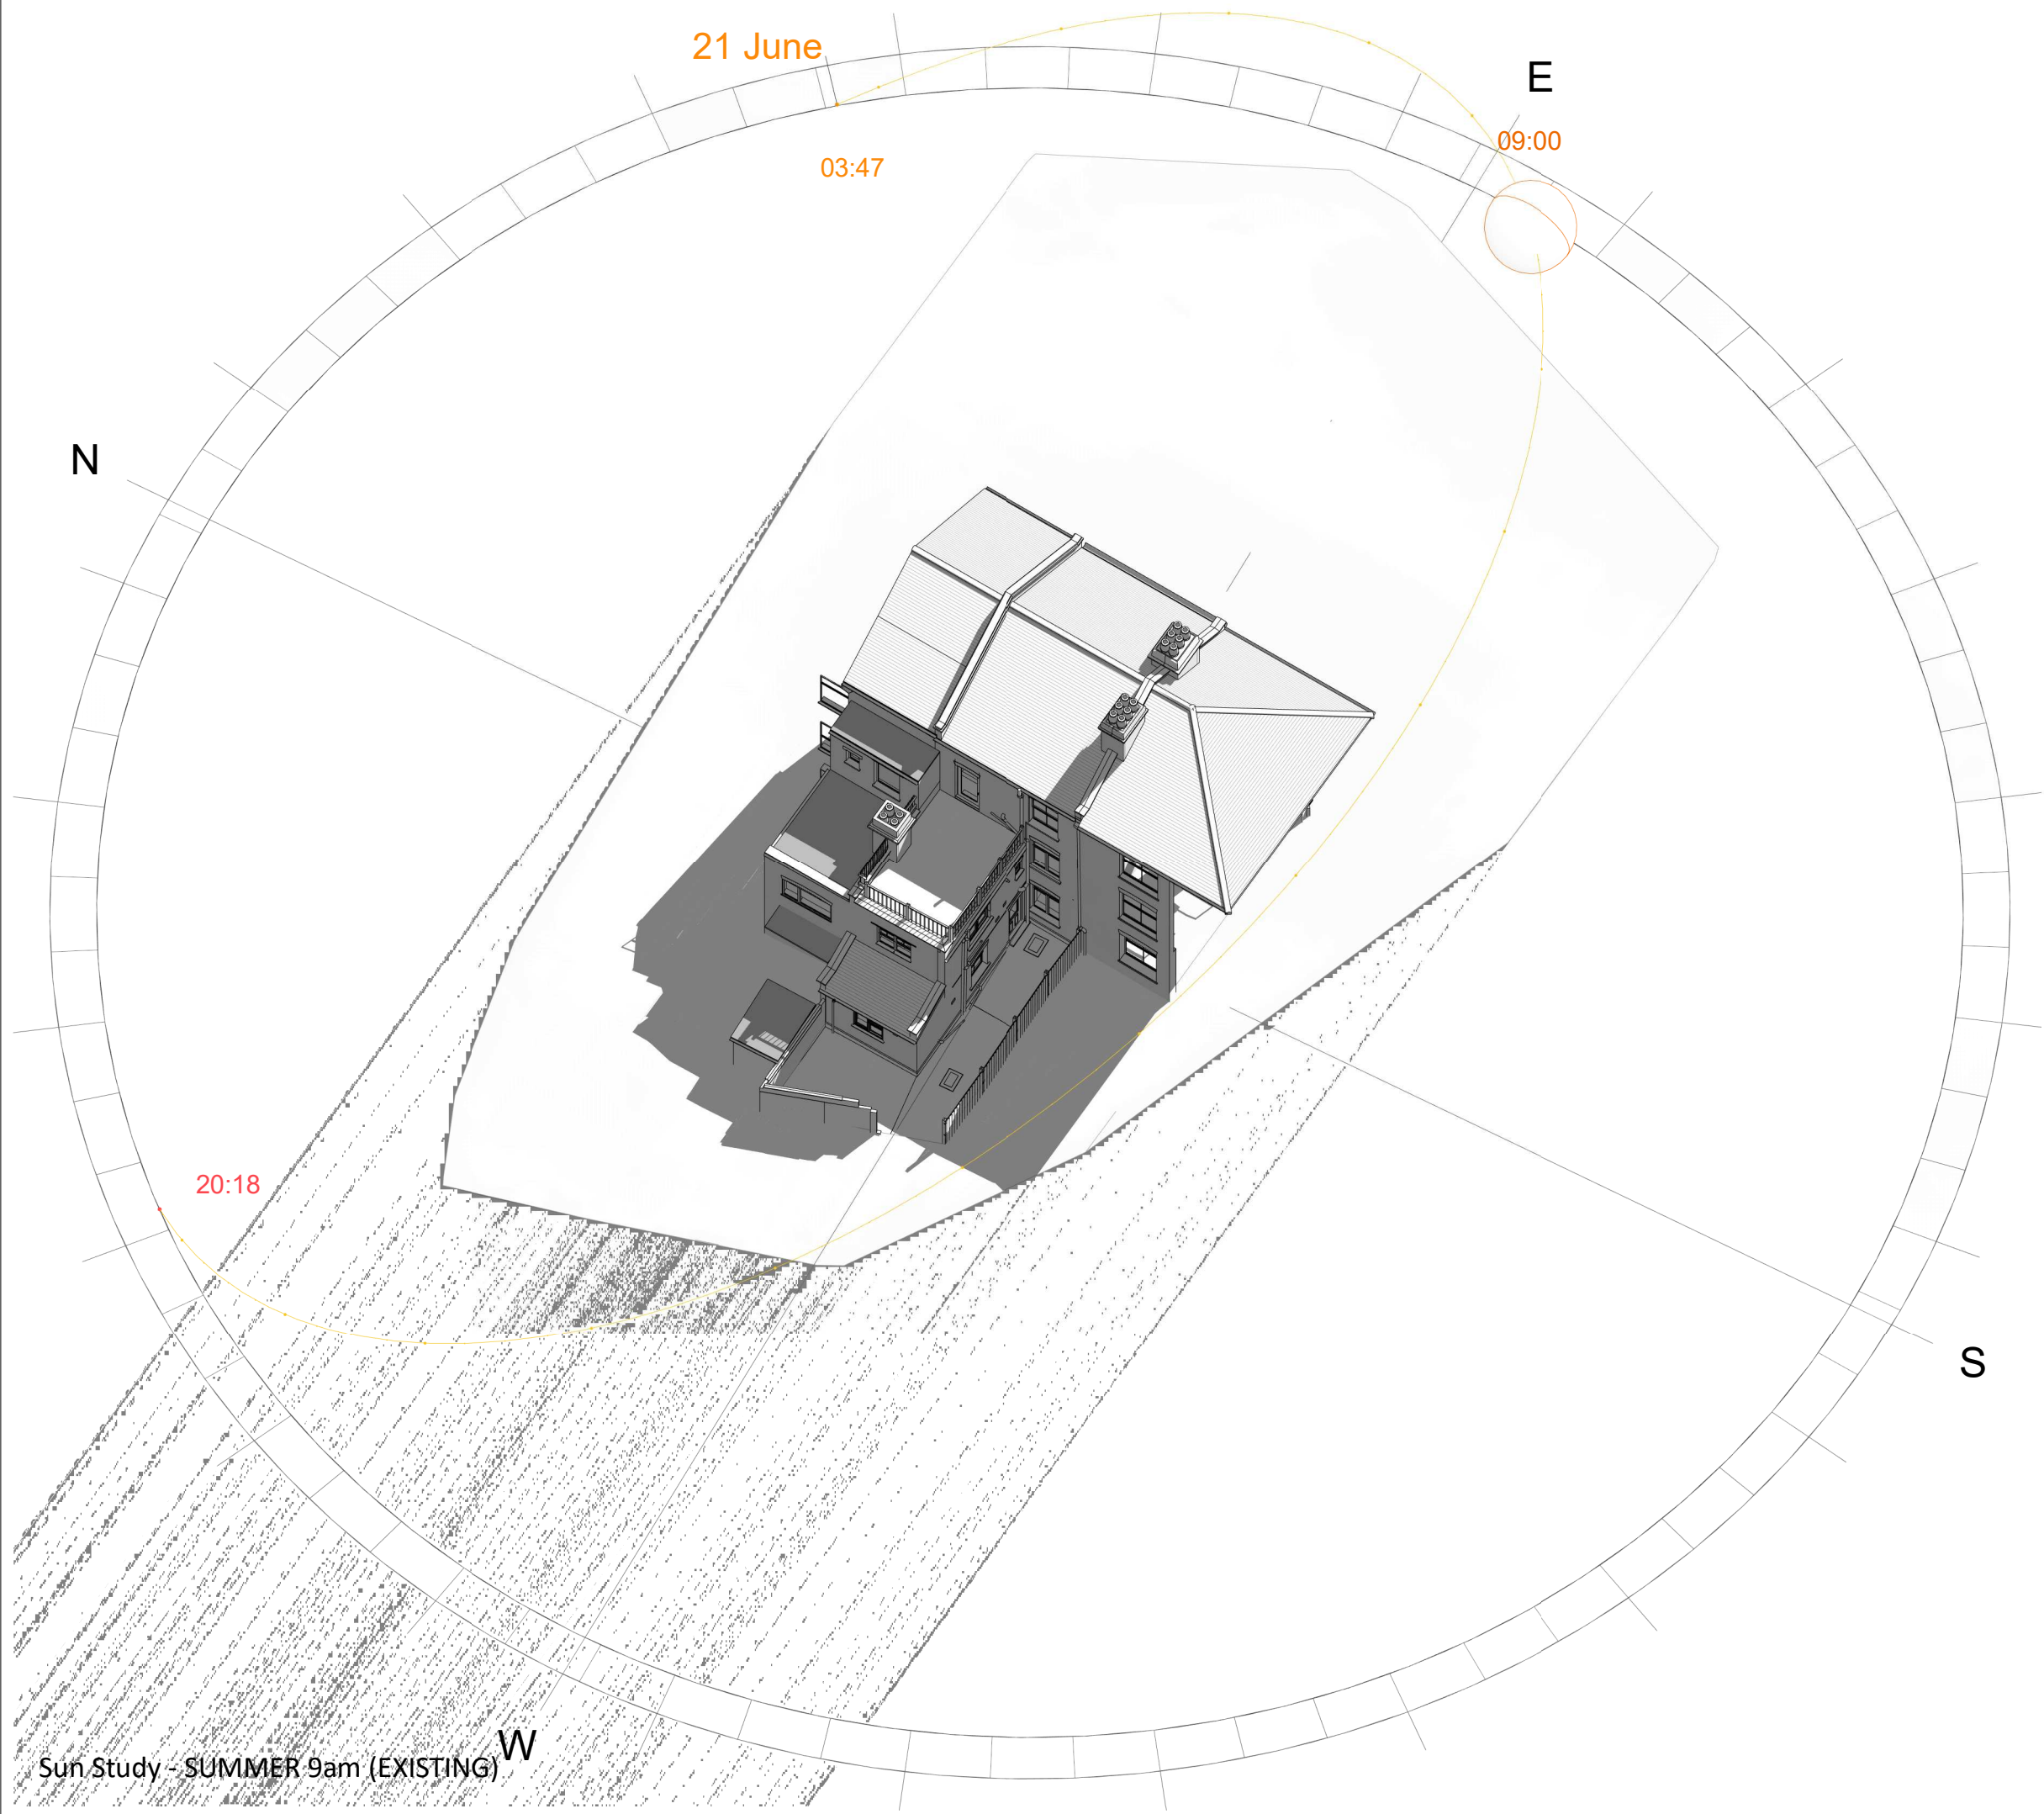 21 June
E
09:00
03:47
N
20:18
S
W
Sun Study - SUMMER 9am (EXISTING)